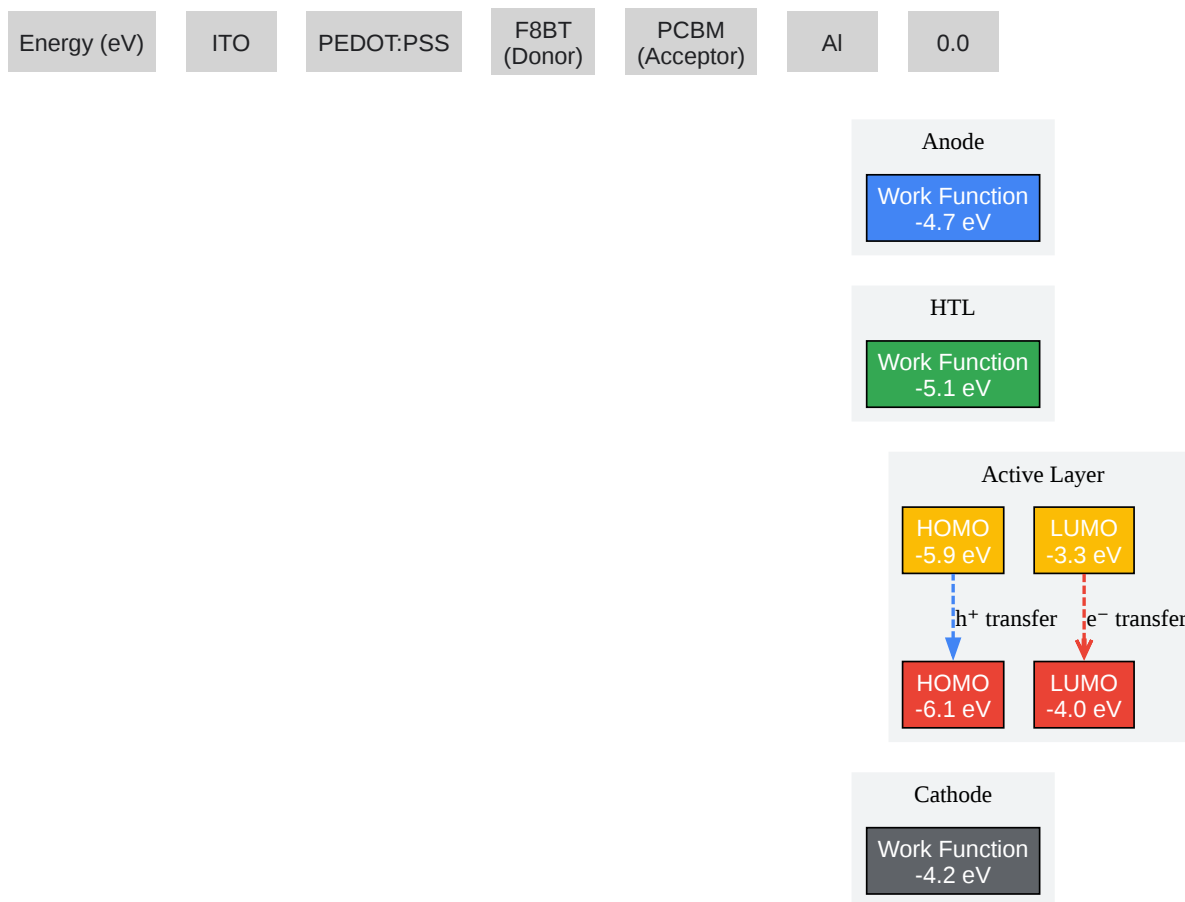 Energy (eV)
ITO
PEDOT:PSS
F8BT
(Donor)
PCBM
(Acceptor)
Al
0.0
Anode
Work Function
-4.7 eV
HTL
Work Function
-5.1 eV
Active Layer
HOMO
-5.9 eV
LUMO
-3.3 eV
h⁺ transfer
e⁻ transfer
HOMO
-6.1 eV
LUMO
-4.0 eV
Cathode
Work Function
-4.2 eV